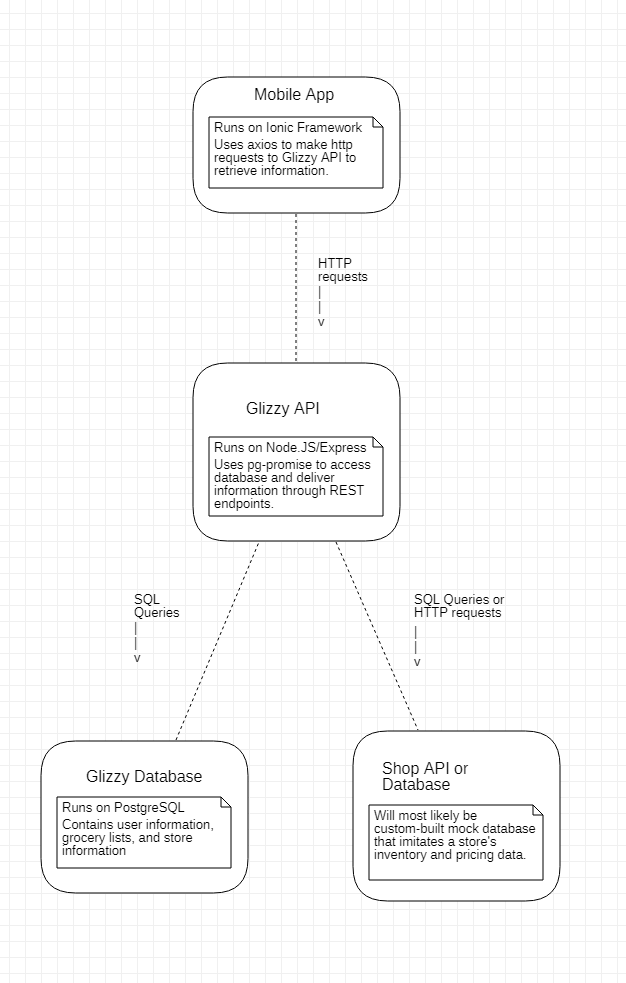 Mobile App
Runs on Ionic Framework
Uses axios to make http
requests to Glizzy API to
retrieve information.
HTTP
requests
|
|
v
Glizzy API
Runs on Node.JS/Express
Uses pg-promise to access
database and deliver
information through REST
endpoints.
SQL
Queries
|
|
v
SQL Queries or
HTTP requests
|
|
v
Glizzy Database
Runs on PostgreSQL
Contains user information,
grocery lists, and store
information
Shop API or
Database
Will most likely be
custom-built mock database
that imitates a store's
inventory and pricing data.